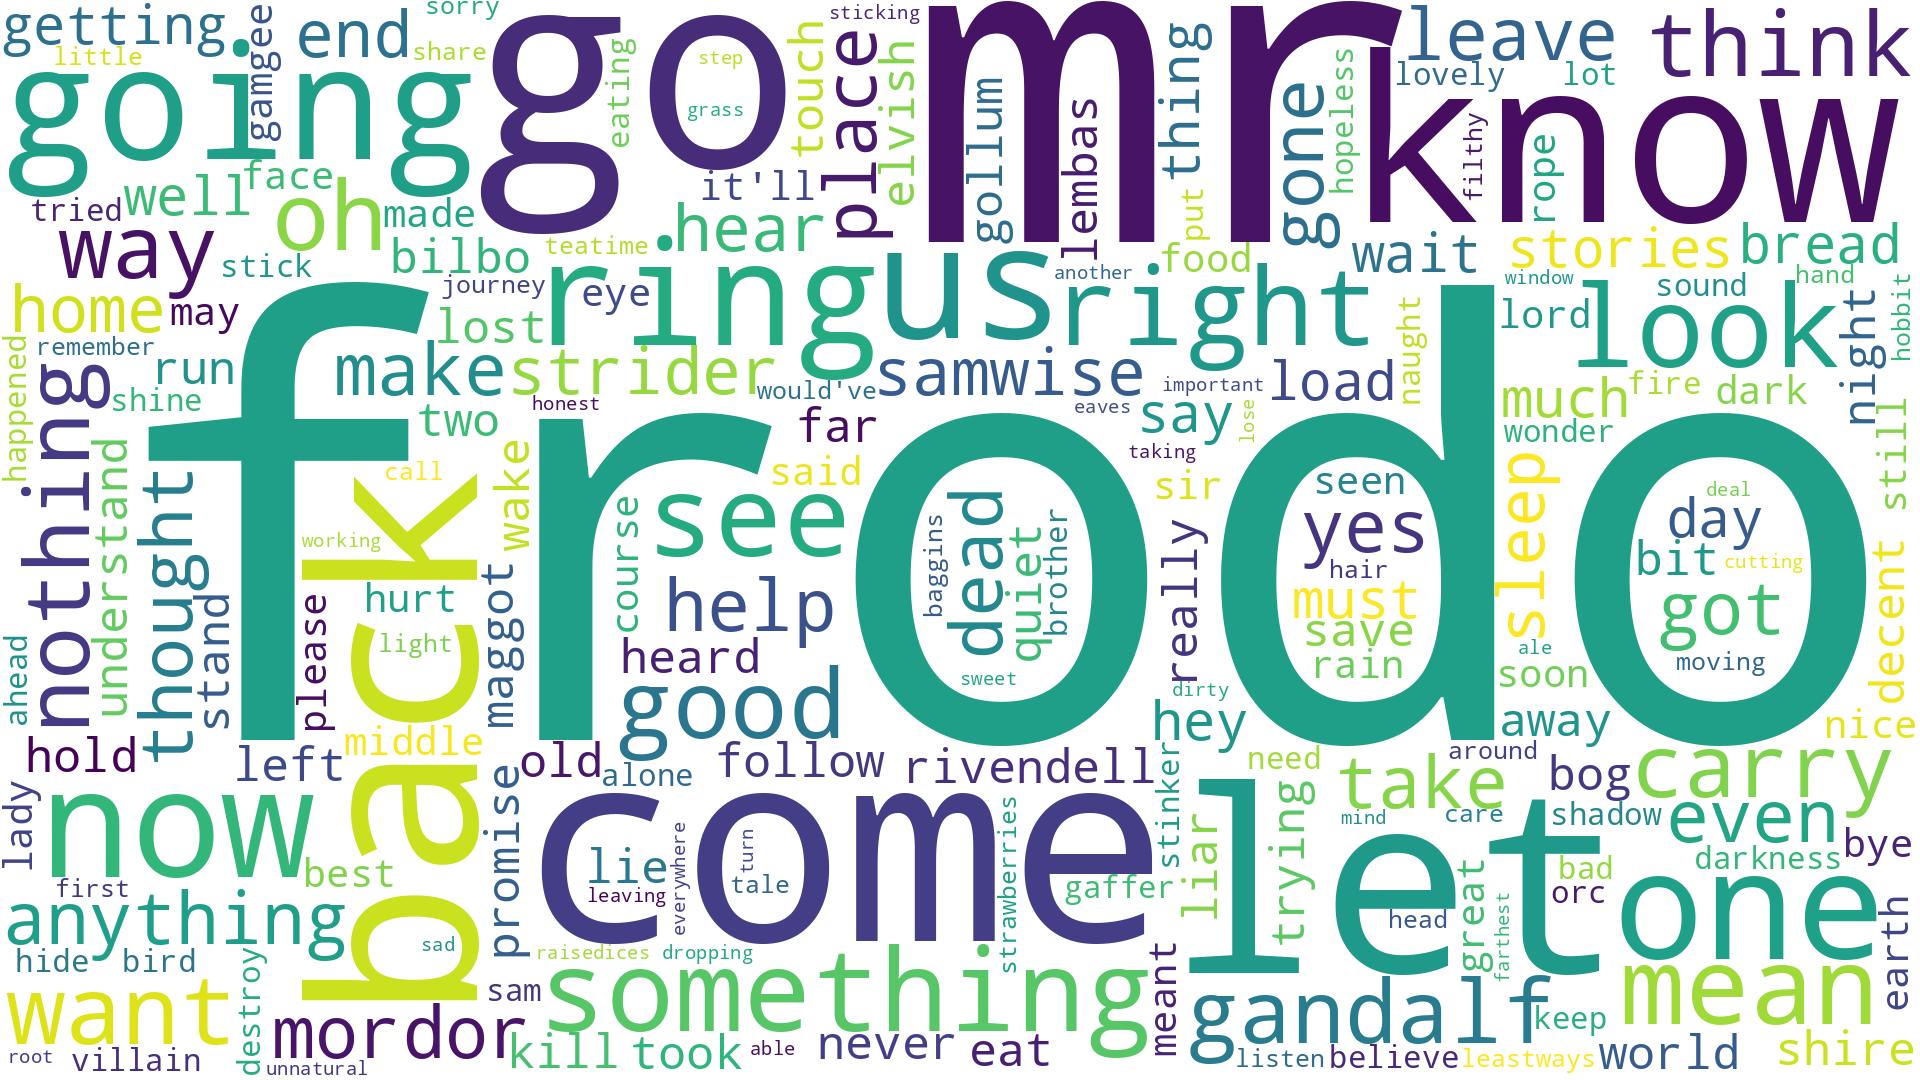 getting
little
going
gamgee
end
sorry
share
go
eating
step
grass
touch
sticking
place
elvish
mr
gollum
lembas
thing
gone
hopeless
leave
lovely
lot
think
know
filthy
rope
tried
well
face
way
stick
oh
made
bilbo
teatime
hear
it'll
ring
us
another
right
put
food
wait
stories
bread
window
sound
hand
home
may
journey
eye
lost
lord
look
night
hobbit
happened
remember
run
shine
make
strider
would've
samwise
important
load
naught
much
fire
dark
wonder
frodo
two
honest
far
eaves
say
lose
taking
nothing
understand
thought
stand
call
wake
back
working
please
hurt
light
maggot
course
see
said
help
heard
good
baggins
dead
quiet
brother
sweet
sir
really
dirty
hey
seen
yes
hair
must
save
rain
sleep
ale
soon
away
deal
day
bit
cutting
got
moving
still
decent
nice
ahead
hold
left
middle
old
alone
follow
rivendell
stinker
need
take
around
bog
carry
lady
now
best
promise
come
lie
leaving
everywhere
turn
tale
strawberries
gaffer
liar
trying
let
mind
care
head
great
farthest
shadow
even
darkness
bad
orc
one
bye
first
anything
hide
bird
sad
destroy
want
raisedices
dropping
something
sam
meant
gandalf
keep
mean
earth
root
villain
mordor
unnatural
kill
took
able
never
eat
listen
believe
leastways
world
shire